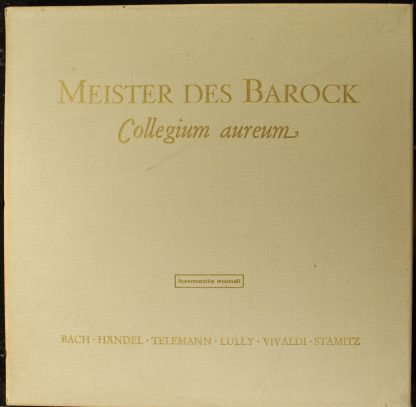 MEISTER DES BAROCK
Collegium aureum
harmonia mundi
BACH · HÄNDEL · TELEMANN · LULLY · VIVALDI · STAMITZ